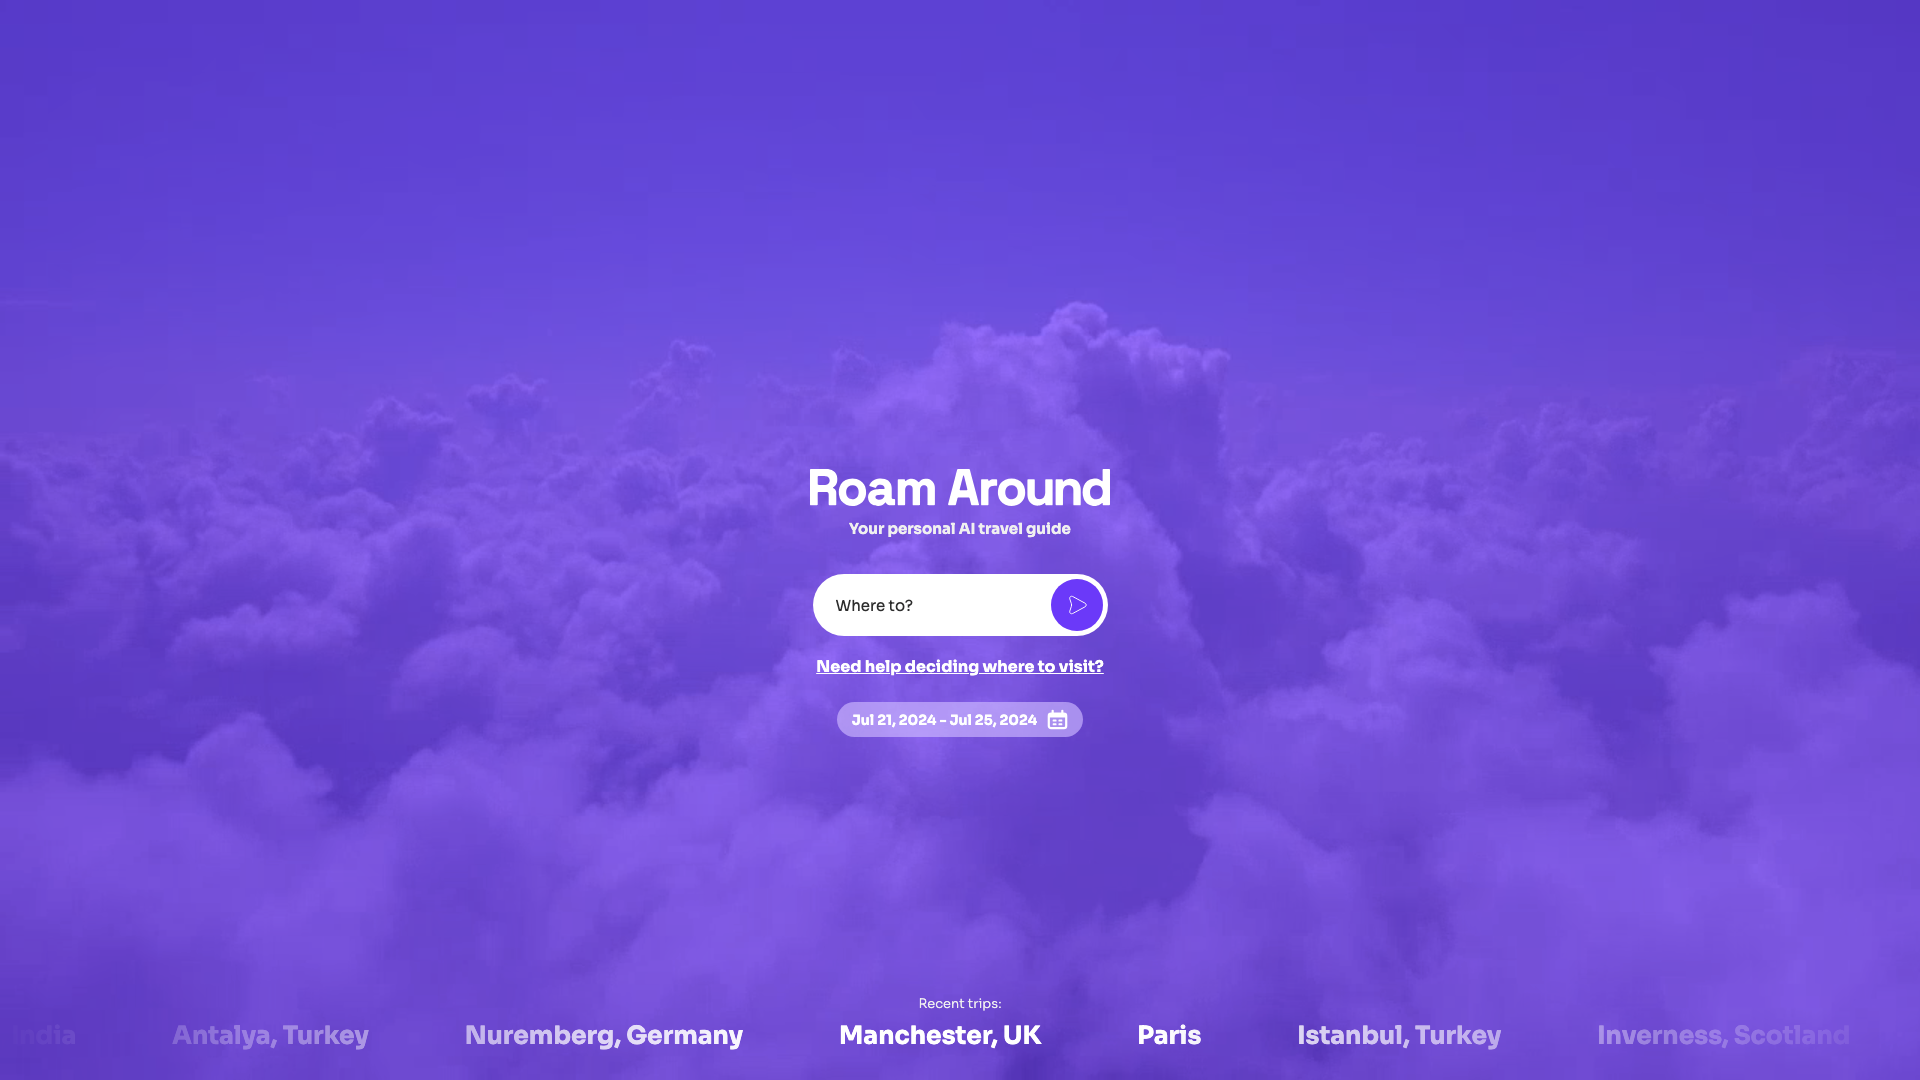 Roam Around
Your personal AI travel guide
Where to?
Need help deciding where to visit?
Jul 21, 2024 - Jul 25, 2024
Recent trips:
India Antalya, Turkey Nuremberg, Germany Manchester, UK Paris Istanbul, Turkey Inverness, Scotland